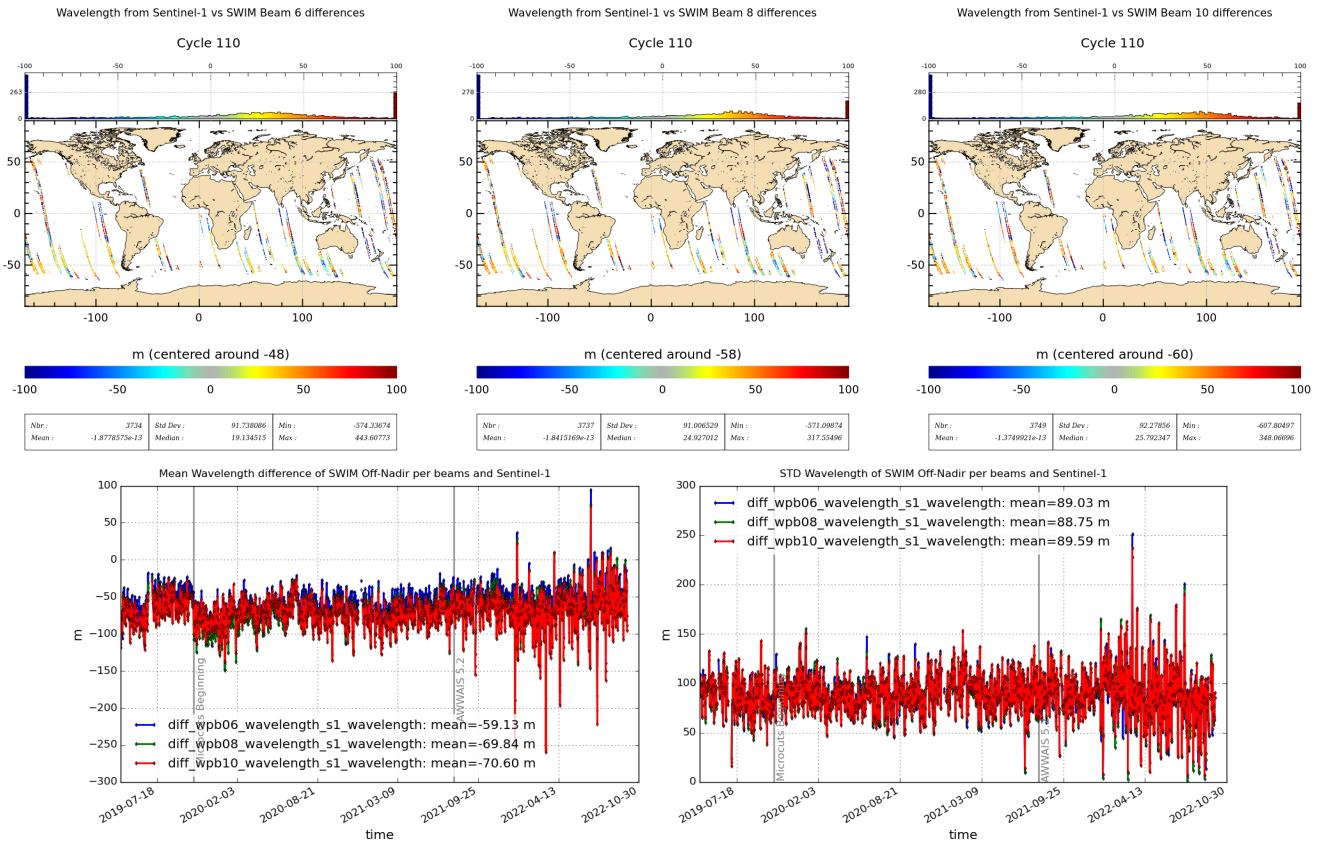 Wavelength from Sentinel-1 vs SWIM Beam 6 differences
Cycle 110
-100 -50 0 50 100
263
0
50
0
-50
-100 0 100
m (centered around -48)
-100 -50 0 50 100
Nbr : 3734 Std Dev : 91.738086 Min : -574.33674
Mean : -1.8778575e-13 Median : 19.134515 Max : 443.60773
Wavelength from Sentinel-1 vs SWIM Beam 8 differences
Cycle 110
-100 -50 0 50 100
278
0
50
0
-50
-100 0 100
m (centered around -58)
-100 -50 0 50 100
Nbr : 3737 Std Dev : 91.006529 Min : -571.09874
Mean : -1.8415169e-13 Median : 24.927012 Max : 317.55496
Wavelength from Sentinel-1 vs SWIM Beam 10 differences
Cycle 110
-100 -50 0 50 100
280
0
50
0
-50
-100 0 100
m (centered around -60)
-100 -50 0 50 100
Nbr : 3749 Std Dev : 92.27856 Min : -607.80497
Mean : -1.3749921e-13 Median : 25.792347 Max : 348.06696
Mean Wavelength difference of SWIM Off-Nadir per beams and Sentinel-1
100
50
0
-50
-100
-150
-200
-250
-300
m
Microcuts Beginning
AWWAIS 2
diff_wpb06_wavelength_s1_wavelength: mean=-59.13 m
diff_wpb08_wavelength_s1_wavelength: mean=-69.84 m
diff_wpb10_wavelength_s1_wavelength: mean=-70.60 m
2019-07-18 2020-02-03 2020-08-21 2021-03-09 2021-09-25 2022-04-13 2022-10-30
time
STD Wavelength of SWIM Off-Nadir per beams and Sentinel-1
300
250
200
150
100
50
0
m
diff_wpb06_wavelength_s1_wavelength: mean=89.03 m
diff_wpb08_wavelength_s1_wavelength: mean=88.75 m
diff_wpb10_wavelength_s1_wavelength: mean=89.59 m
Microcuts
AWWAIS
2019-07-18 2020-02-03 2020-08-21 2021-03-09 2021-09-25 2022-04-13 2022-10-30
time